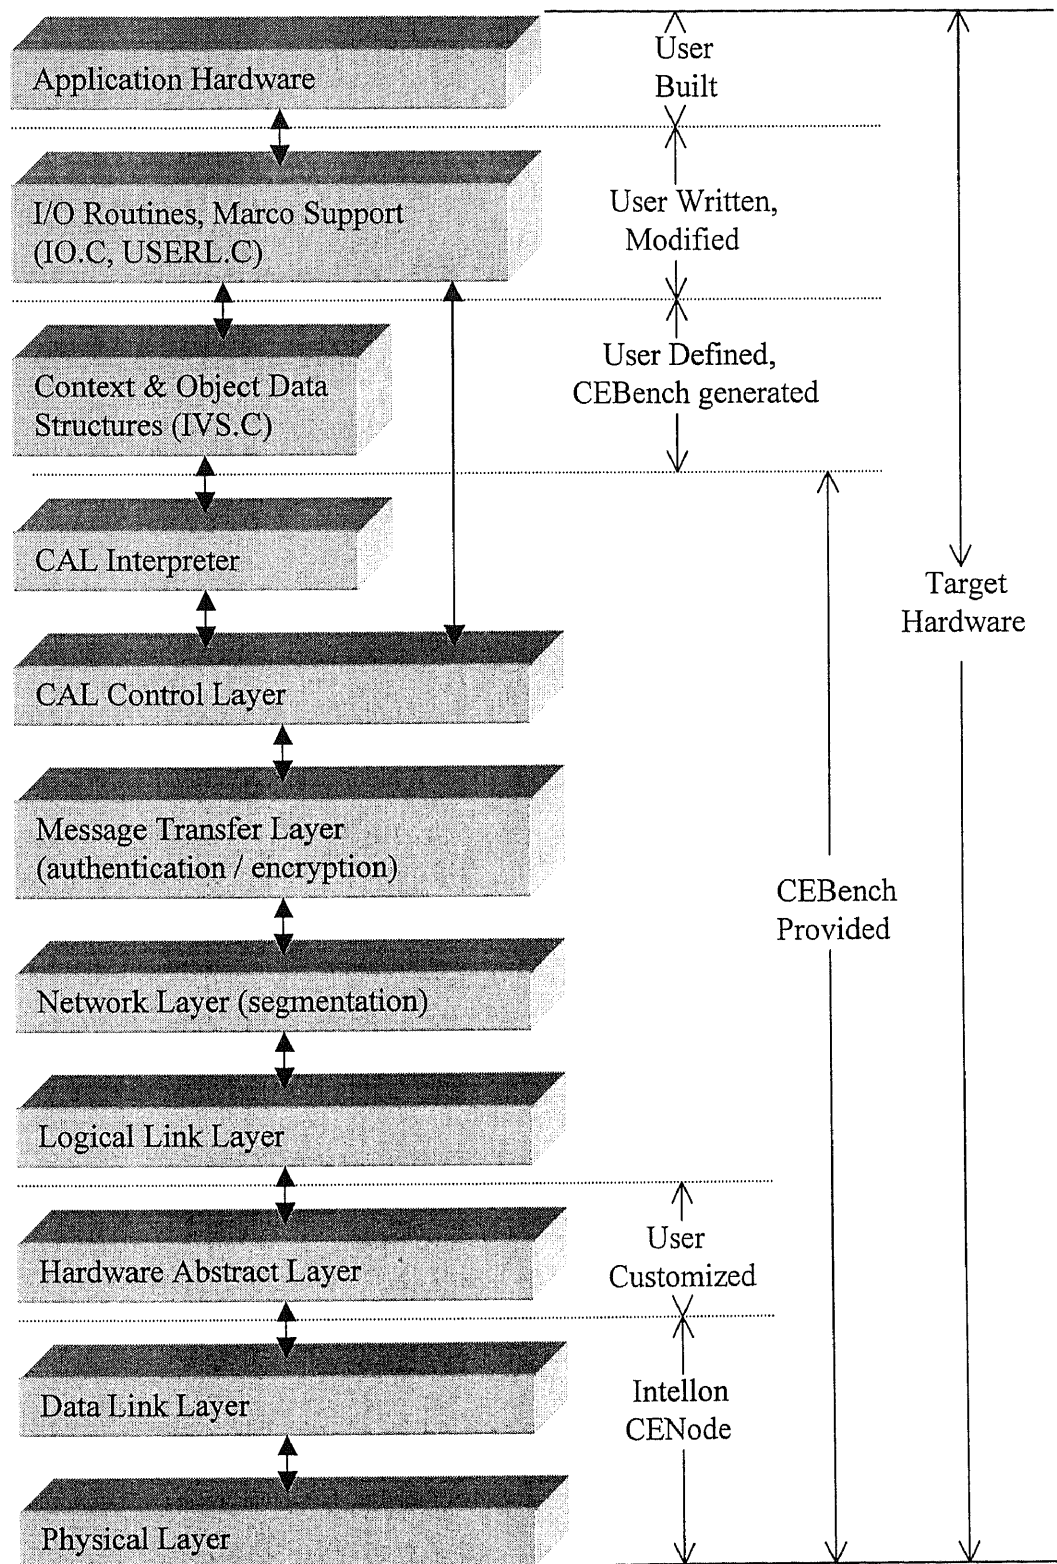 Application Hardware
User
Built
I/O Routines, Marco Support
(IO.C, USERL.C)
User Written,
Modified
Context & Object Data
Structures (IVS.C)
User Defined,
CEBench generated
CAL Interpreter
Target
Hardware
CAL Control Layer
Message Transfer Layer
(authentication / encryption)
CEBench
Provided
Network Layer (segmentation)
Logical Link Layer
Hardware Abstract Layer
User
Customized
Data Link Layer
Intellon
CENode
Physical Layer